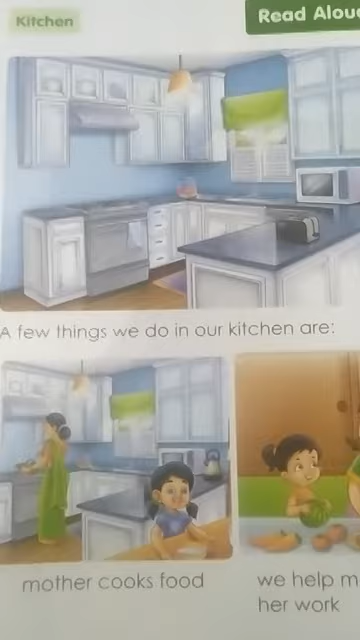 Kitchen
Read Alou
A few things we do in our kitchen are:
mother cooks food
we help m
her work